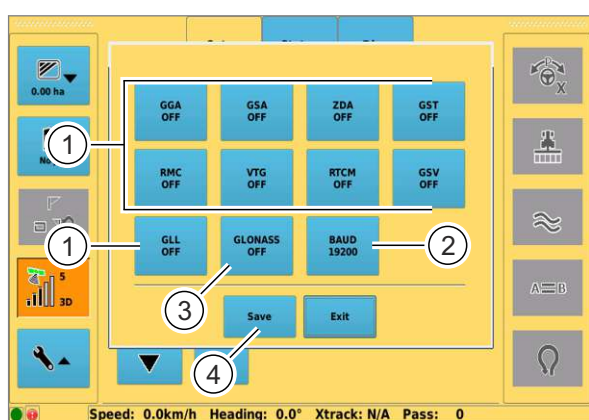 0.00 ha
GGA
OFF
GSA
OFF
ZDA
OFF
GST
OFF
1
RMC
OFF
VTG
OFF
RTCM
OFF
GSV
OFF
1
GLL
OFF
GLONASS
OFF
BAUD
19200
2
5
3D
3
A=B
Save
Exit
4
Speed: 0.0km/h Heading: 0.0° Xtrack: N/A Pass: 0